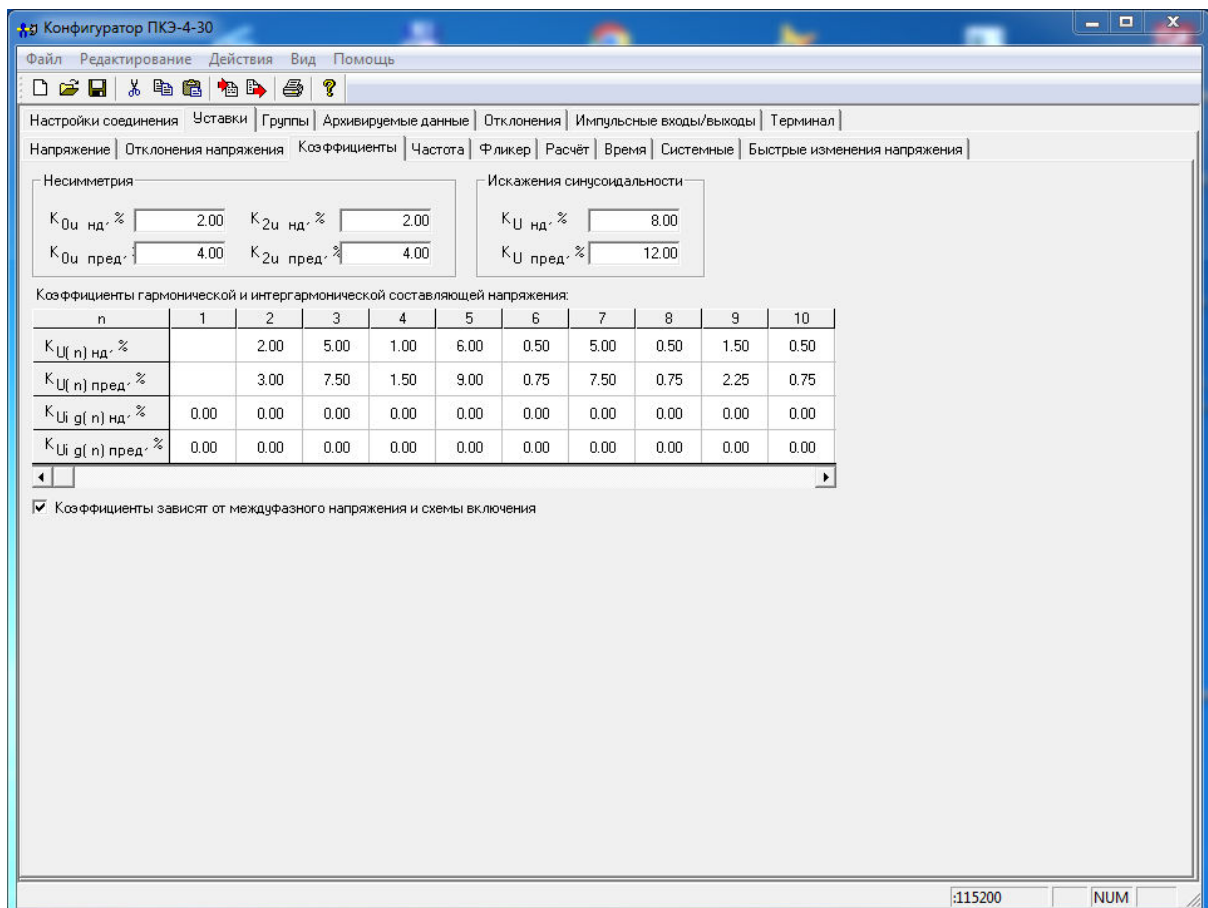 Конфигуратор ПКЭ-4-30
Файл Редактирование Действия Вид Помощь
Настройки соединения Уставки Группы Архивируемые данные Отклонения Импульсные входы/выходы Терминал
Напряжение Отклонения напряжения Коэффициенты Частота Фликер Расчёт Время Системные Быстрые изменения напряжения
Несимметрия Искажения синусоидальности
K0u нд, % 2.00 K2u нд, % 2.00 KU нд, % 8.00
K0u пред, % 4.00 K2u пред, % 4.00 KU пред, % 12.00
Коэффициенты гармонической и интергармонической составляющей напряжения:
n 1 2 3 4 5 6 7 8 9 10
KU(n) нд, % 2.00 5.00 1.00 6.00 0.50 5.00 0.50 1.50 0.50
KU(n) пред, % 3.00 7.50 1.50 9.00 0.75 7.50 0.75 2.25 0.75
KUi g(n) нд, % 0.00 0.00 0.00 0.00 0.00 0.00 0.00 0.00 0.00 0.00
KUi g(n) пред, % 0.00 0.00 0.00 0.00 0.00 0.00 0.00 0.00 0.00 0.00
Коэффициенты зависят от междуфазного напряжения и схемы включения
:115200 NUM